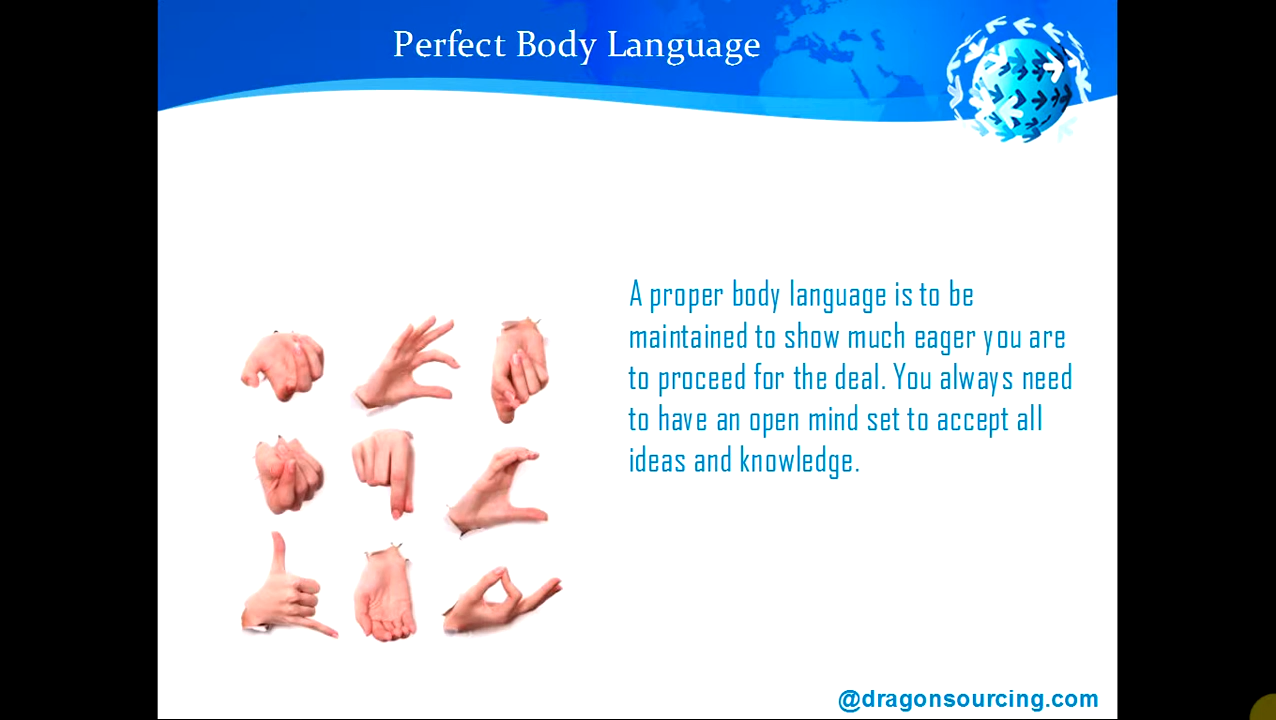 Perfect Body Language
A proper body language is to be
maintained to show much eager you are
to proceed for the deal. You always need
to have an open mind set to accept all
ideas and knowledge.
@dragonsourcing.com